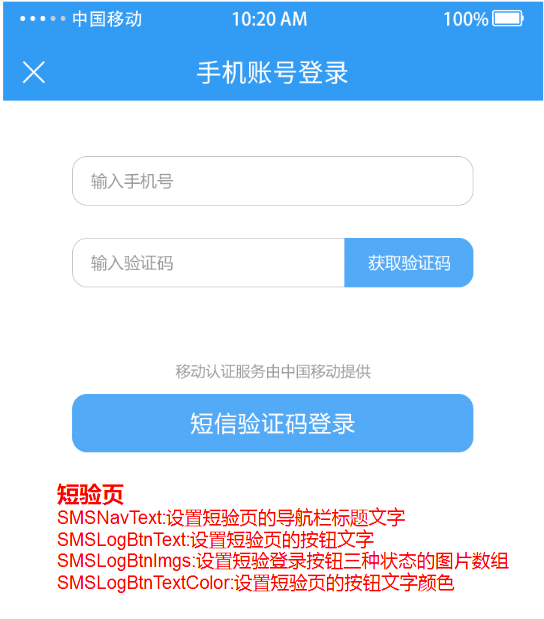 中国移动 10:20 AM 100%
手机账号登录
输入手机号
输入验证码 获取验证码
移动认证服务由中国移动提供
短信验证码登录
短验页
SMSNavText:设置短验页的导航栏标题文字
SMSLogBtnText:设置短验页的按钮文字
SMSLogBtnImgs:设置短验登录按钮三种状态的图片数组
SMSLogBtnTextColor:设置短验页的按钮文字颜色